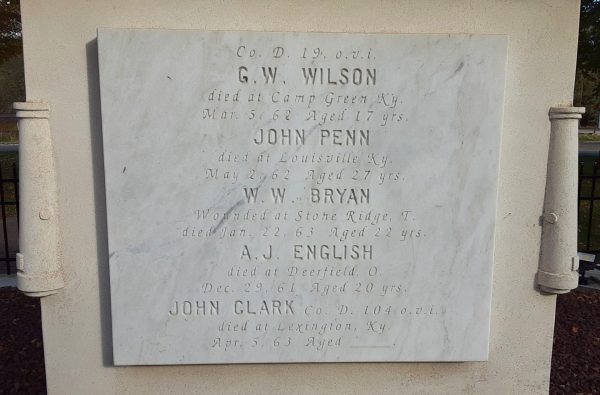 Co. D. 19. o.v.i.
G.W. WILSON
died at Camp Green Ky.
Mar. 5, 62 Aged 17 yrs.
JOHN PENN
died at Louisville Ky.
May 2, 62 Aged 27 yrs.
W.W. BRYAN
Wounded at Stone Ridge, T.
died Jan. 22, 63 Aged 22 yrs.
A.J. ENGLISH
died at Deerfield, O.
Dec. 29, 61 Aged 20 yrs.
JOHN CLARK Co. D. 104 o.v.i.
died at Lexington, Ky.
Apr. 5, 63 Aged ____.